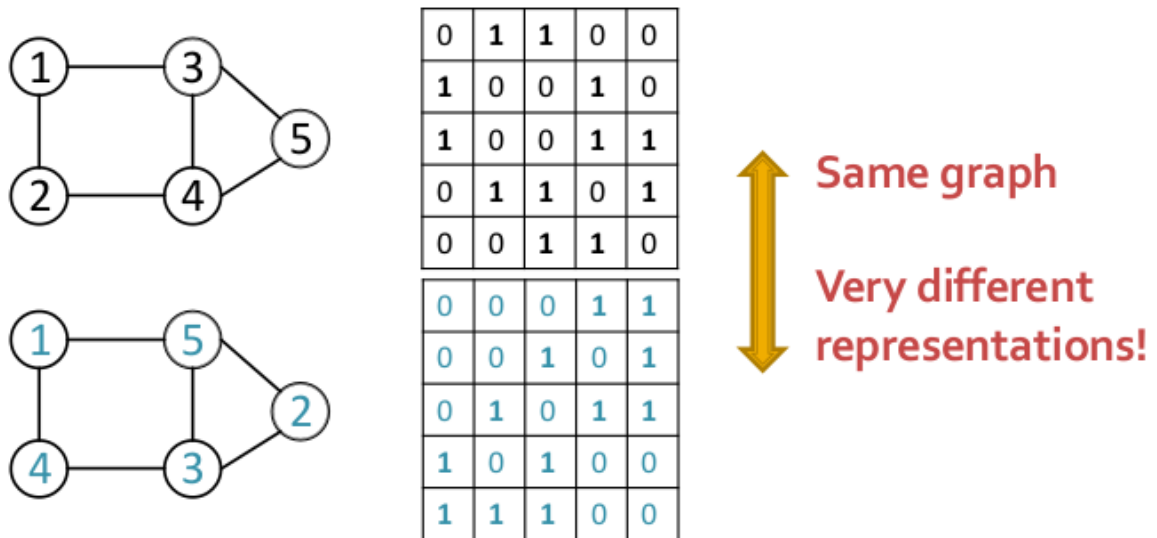 1 3
5
2 4
0 1 1 0 0
1 0 0 1 0
1 0 0 1 1
0 1 1 0 1
0 0 1 1 0
1 5
2
4 3
0 0 0 1 1
0 0 1 0 1
0 1 0 1 1
1 0 1 0 0
1 1 1 0 0
Same graph
Very different
representations!